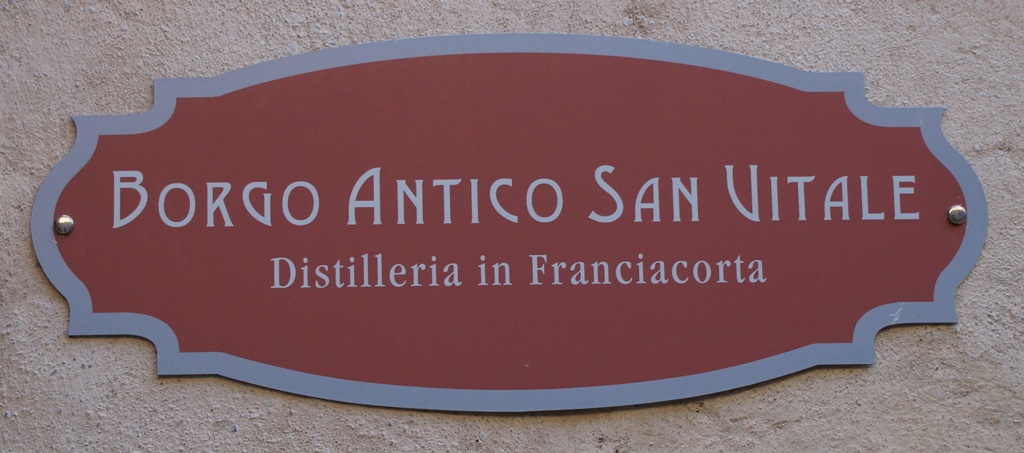 Borgo Antico San Vitale
Distilleria in Franciacorta